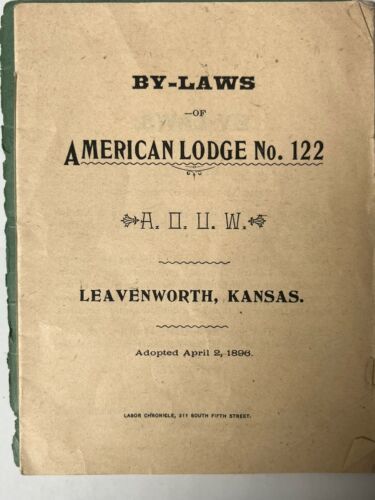 BY-LAWS
—OF
AMERICAN LODGE No. 122
A. O. U. W.
LEAVENWORTH, KANSAS.
Adopted April 2, 1896.
LABOR CHRONICLE, 311 SOUTH FIFTH STREET.